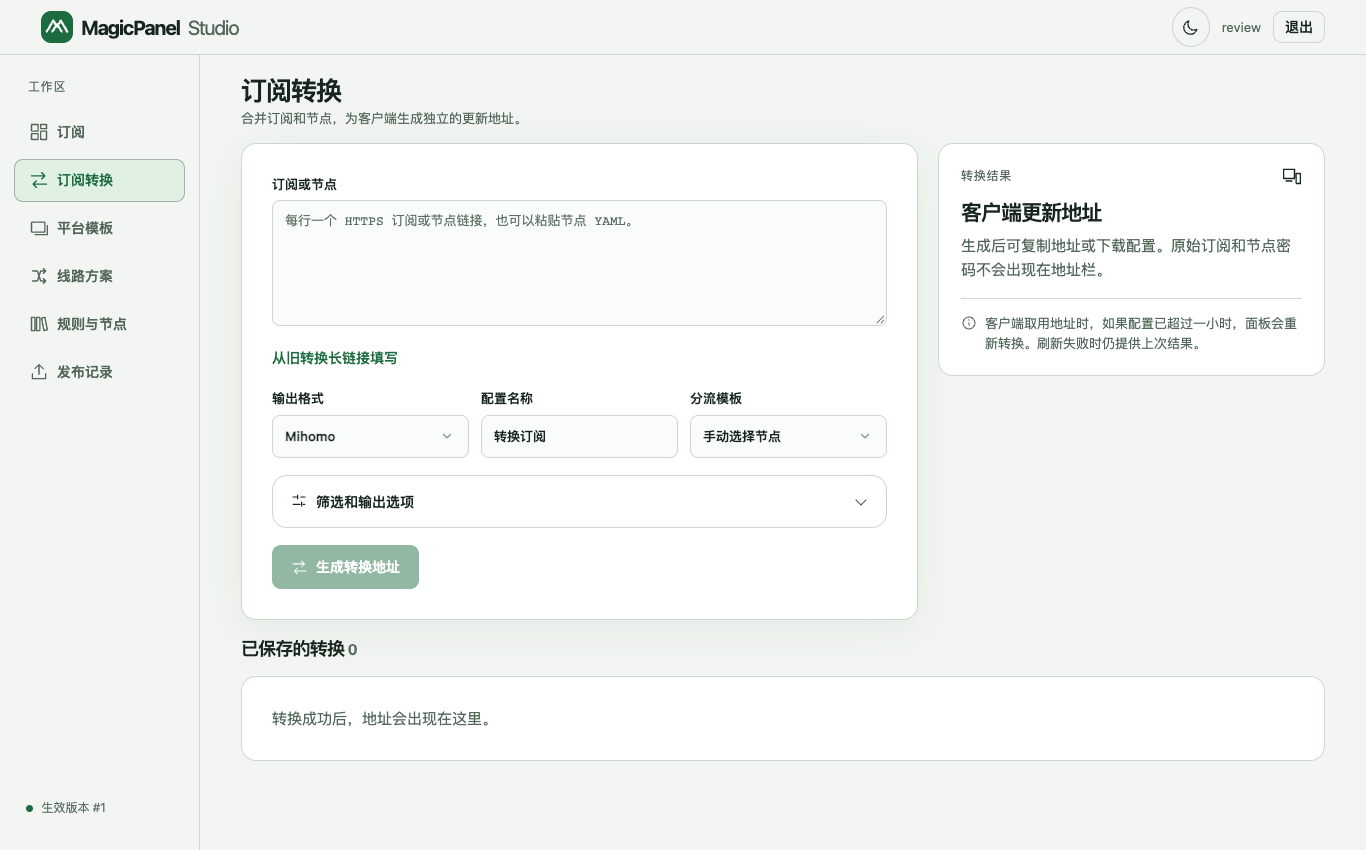 MagicPanel Studio
review
退出
工作区
订阅
订阅转换
平台模板
线路方案
规则与节点
发布记录
生效版本 #1
订阅转换
合并订阅和节点，为客户端生成独立的更新地址。
订阅或节点
每行一个 HTTPS 订阅或节点链接，也可以粘贴节点 YAML。
从旧转换长链接填写
输出格式
配置名称
分流模板
Mihomo
转换订阅
手动选择节点
筛选和输出选项
生成转换地址
转换结果
客户端更新地址
生成后可复制地址或下载配置。原始订阅和节点密
码不会出现在地址栏。
客户端取用地址时，如果配置已超过一小时，面板会重
新转换。刷新失败时仍提供上次结果。
已保存的转换 0
转换成功后，地址会出现在这里。